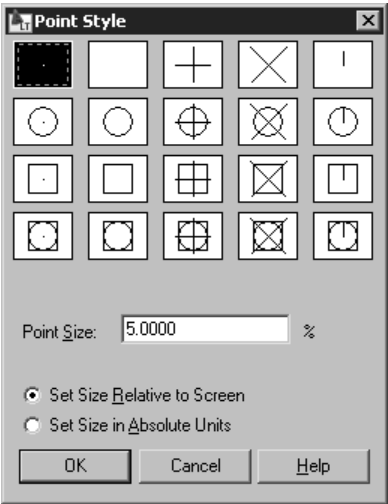 LT Point Style
Point Size: 5.0000 %
Set Size Relative to Screen
Set Size in Absolute Units
OK Cancel Help